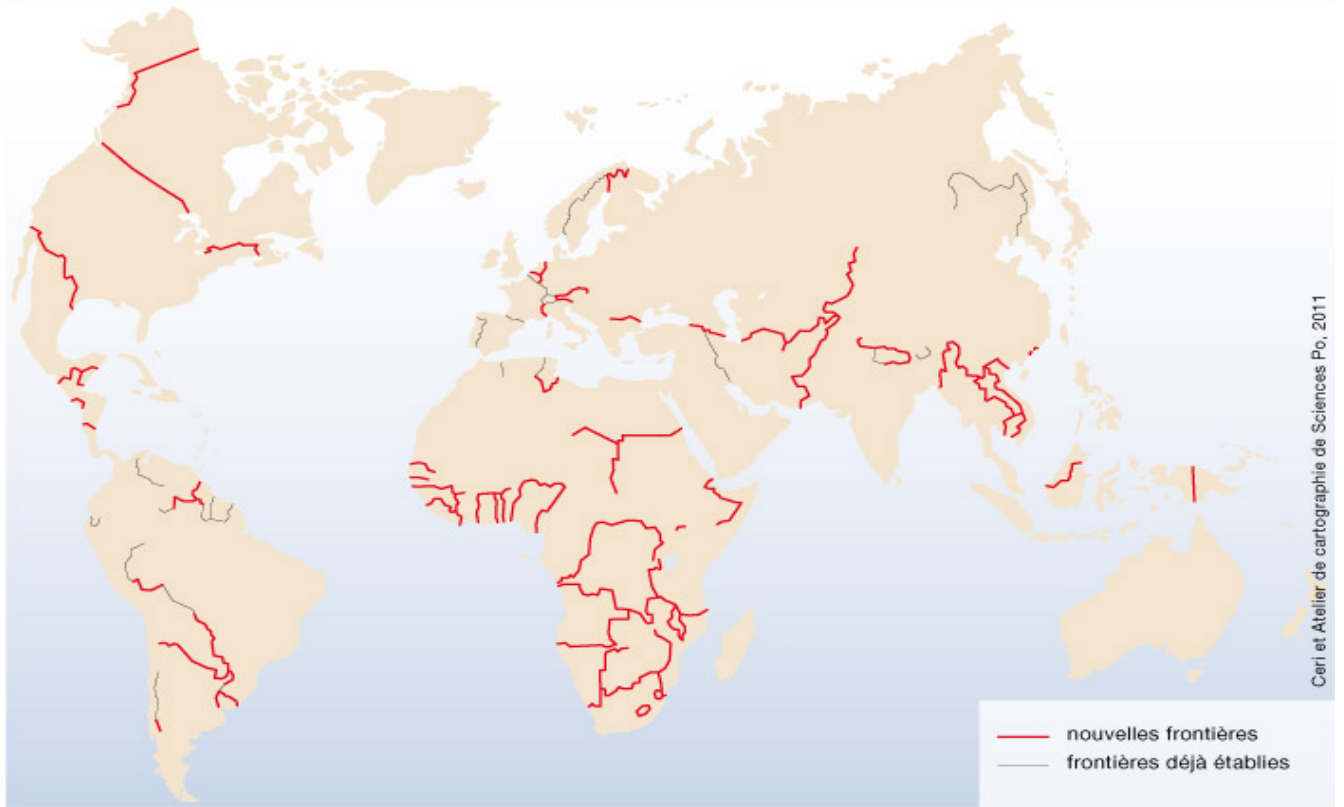 Ceri et Atelier de cartographie de Sciences Po, 2011
nouvelles frontières
frontières déjà établies